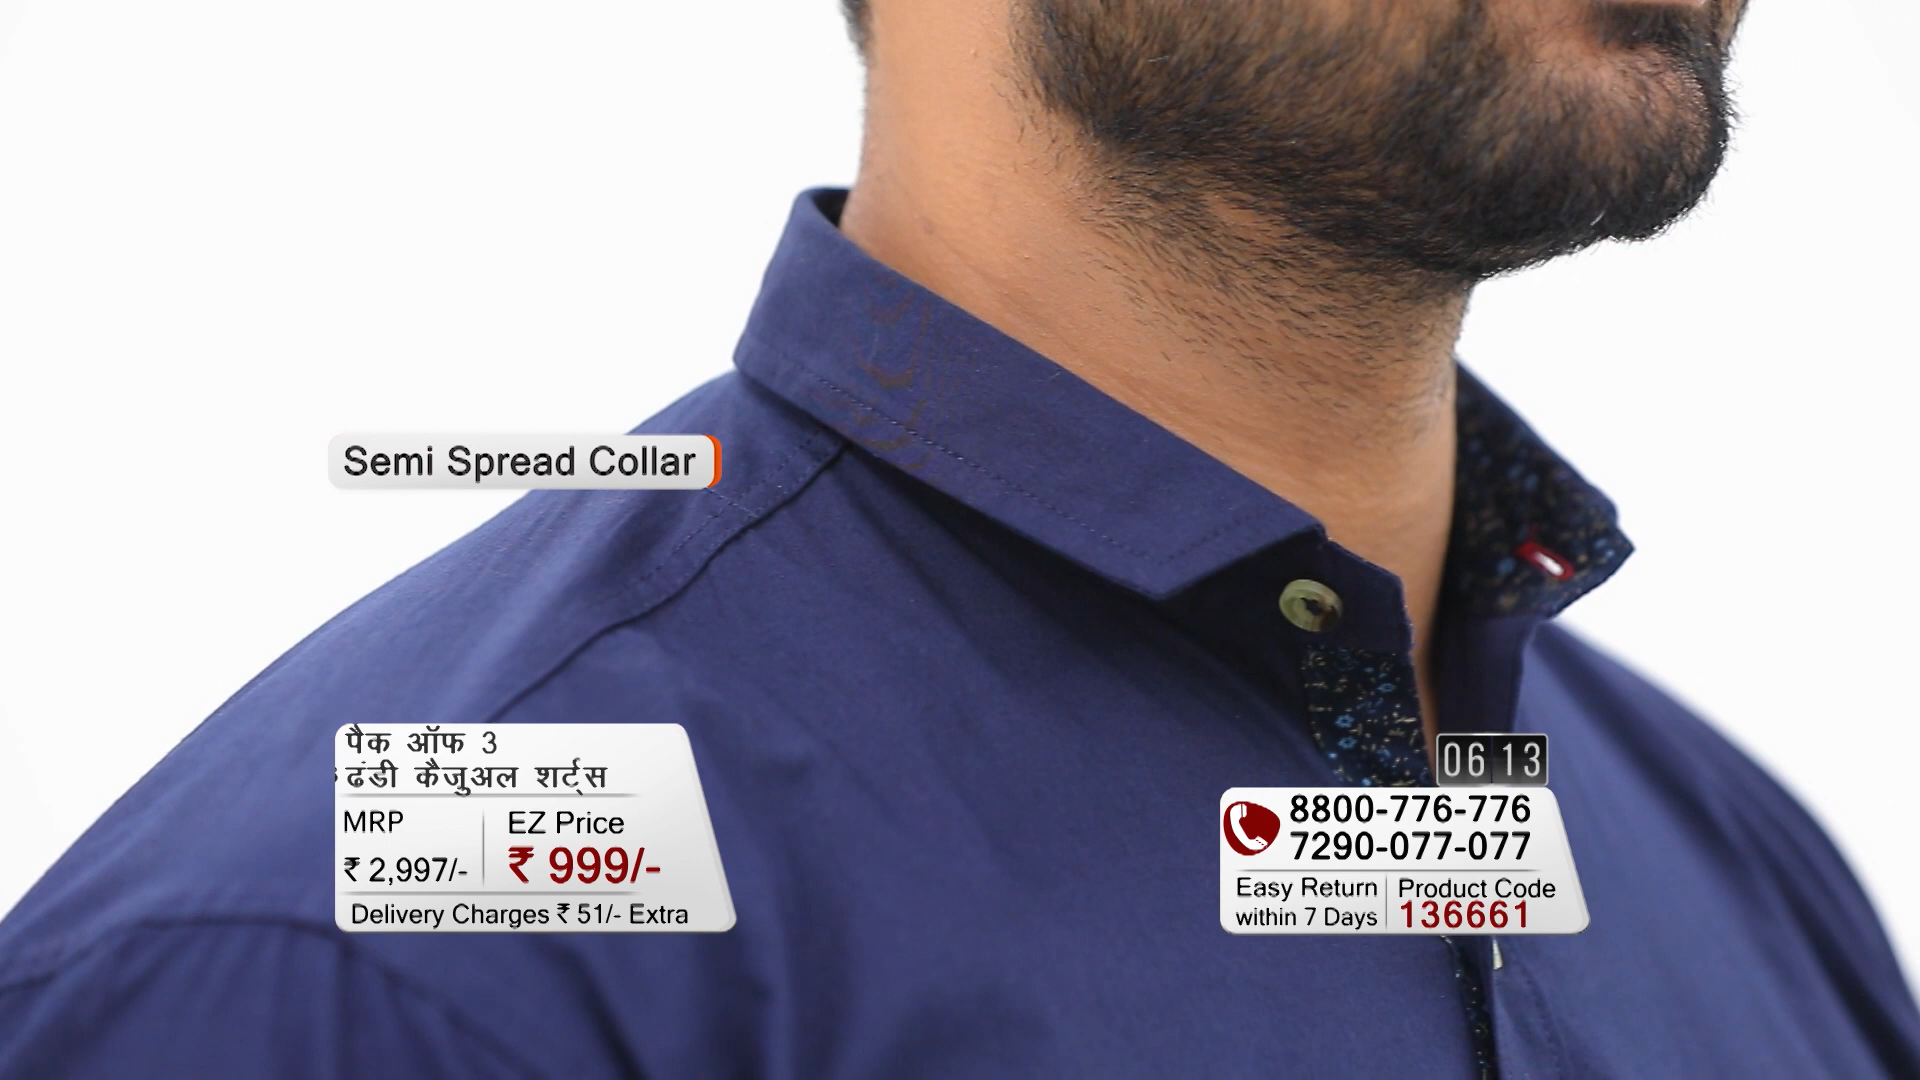 Semi Spread Collar
पैक ऑफ 3
ढंडी कैजुअल शर्ट्स
MRP
EZ Price
₹ 2,997/-
₹ 999/-
Delivery Charges ₹ 51/- Extra
06 13
8800-776-776
7290-077-077
Easy Return
within 7 Days
Product Code
136661